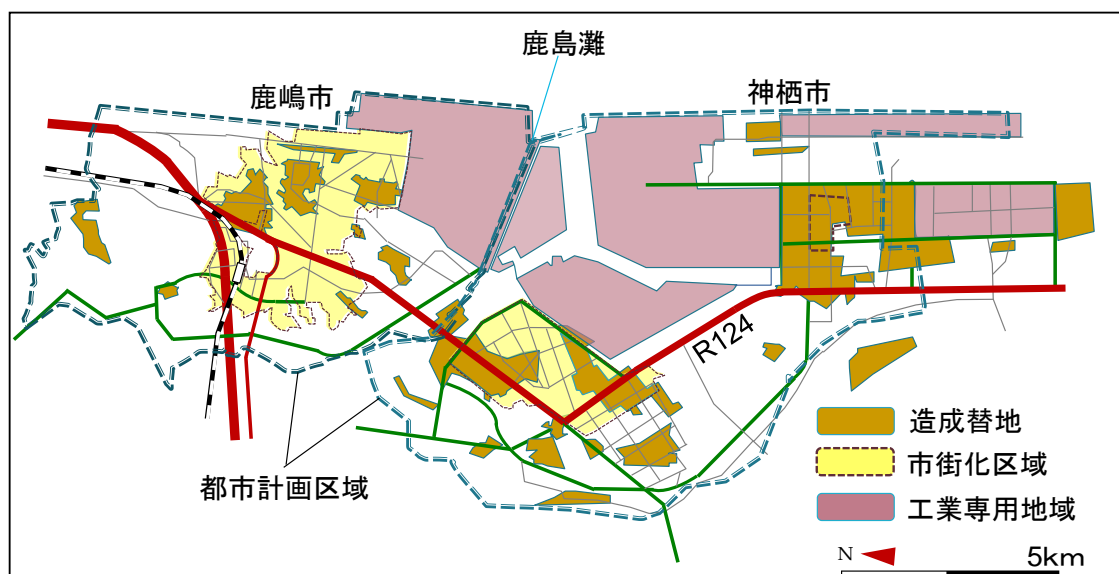 鹿島灘
鹿嶋市
神栖市
R124
都市計画区域
造成替地
市街化区域
工業専用地域
N
5km